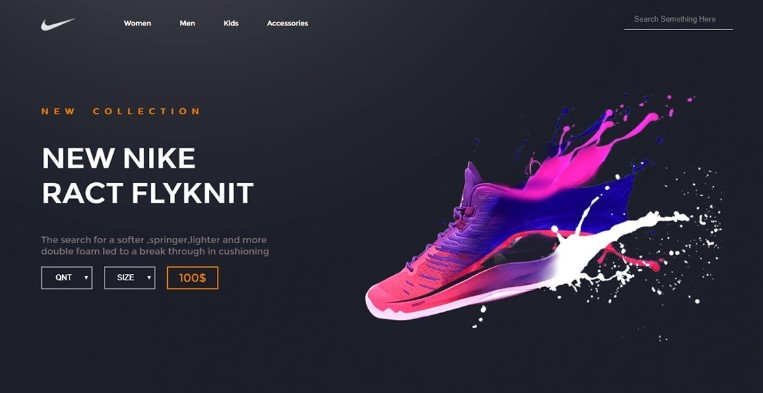 Women Men Kids Accessories Search Something Here
NEW COLLECTION
NEW NIKE
RACT FLYKNIT
The search for a softer ,springer,lighter and more
double foam led to a break through in cushioning
QNT SIZE 100$